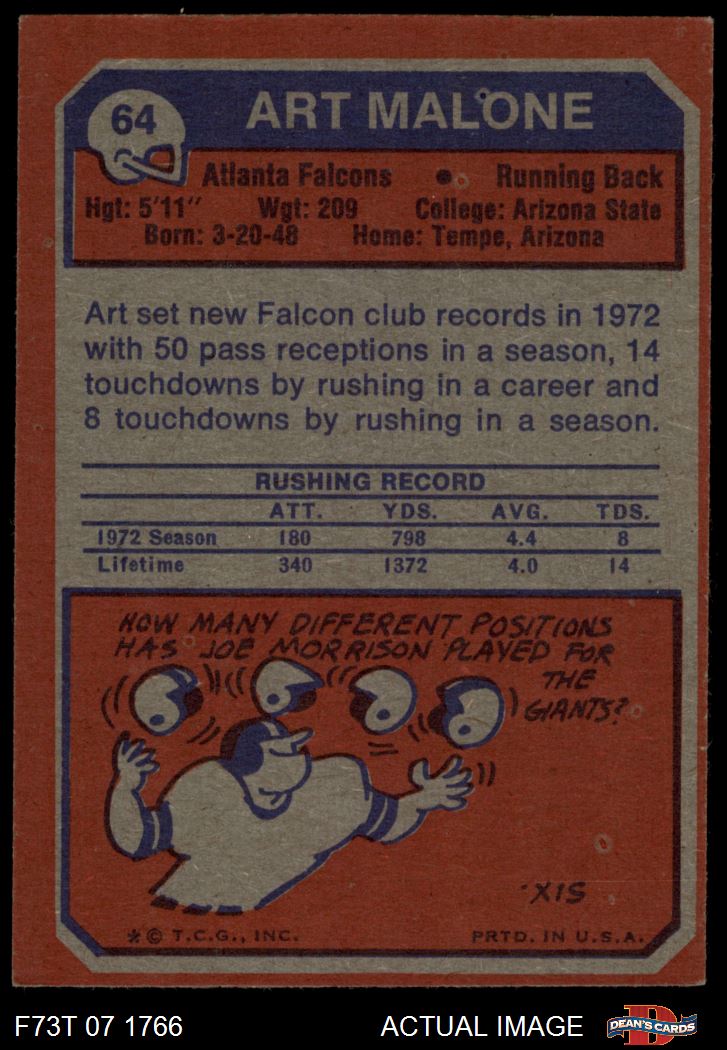 64
ART MALONE
Atlanta Falcons • Running Back
Hgt: 5'11" Wgt: 209 College: Arizona State
Born: 3-20-48 Home: Tempe, Arizona
Art set new Falcon club records in 1972
with 50 pass receptions in a season, 14
touchdowns by rushing in a career and
8 touchdowns by rushing in a season.
RUSHING RECORD
ATT. YDS. AVG. TDS.
1972 Season 180 798 4.4 8
Lifetime 340 1372 4.0 14
HOW MANY DIFFERENT POSITIONS
HAS JOE MORRISON PLAYED FOR
THE
GIANTS?
SIX.
* © T.C.G., INC. PRTD. IN U.S.A.
F73T 07 1766 ACTUAL IMAGE D DEAN'S CARDS